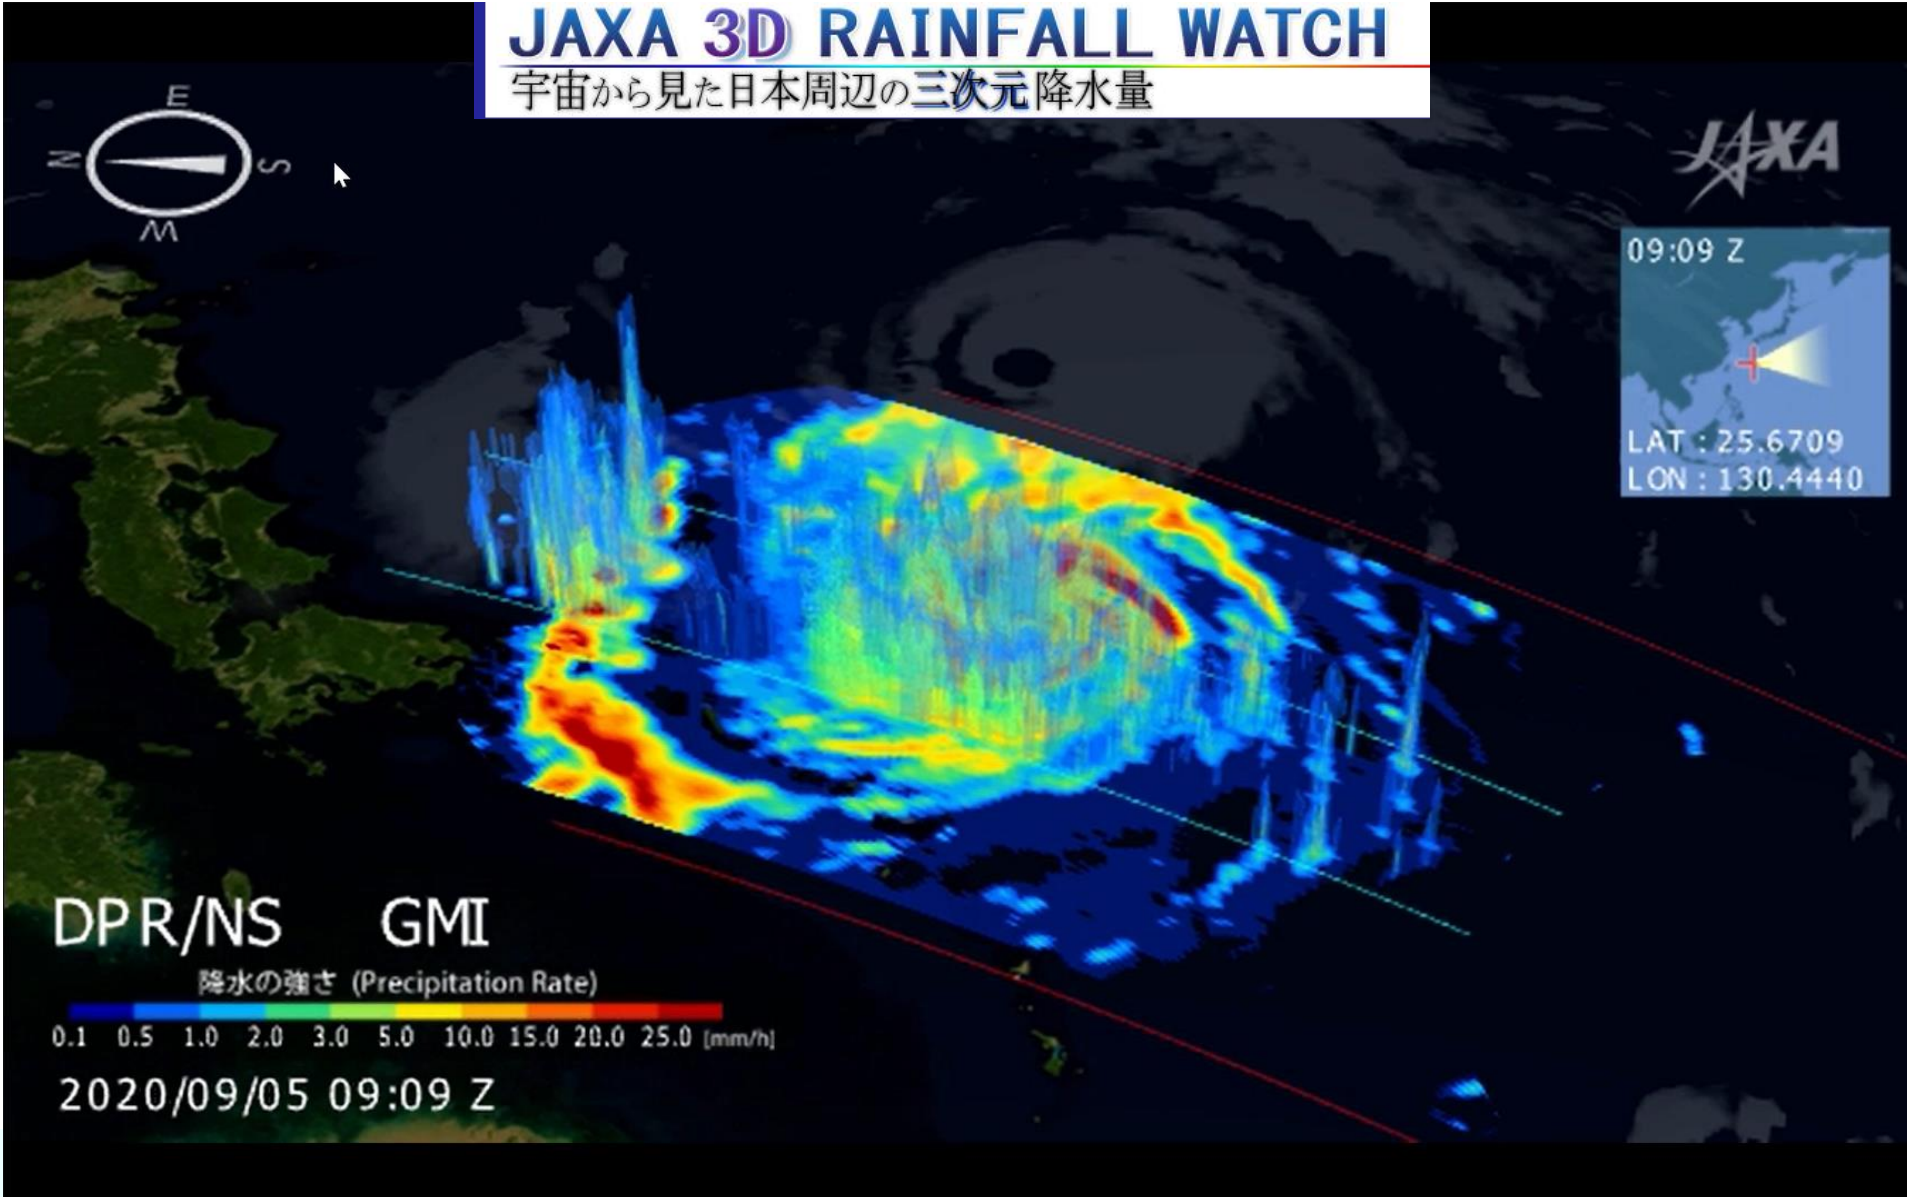 JAXA 3D RAINFALL WATCH
宇宙から見た日本周辺の三次元降水量
E
N
S
W
JAXA
09:09 Z
LAT : 25.6709
LON : 130.4440
DPR/NS GMI
降水の強さ (Precipitation Rate)
0.1 0.5 1.0 2.0 3.0 5.0 10.0 15.0 20.0 25.0 [mm/h]
2020/09/05 09:09 Z